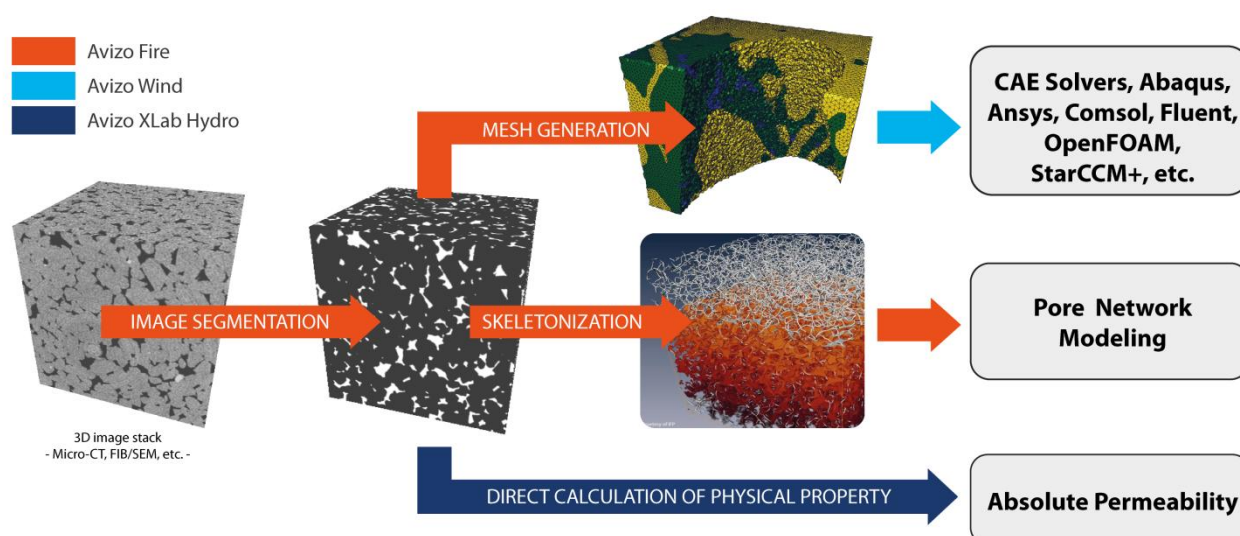 Avizo Fire
Avizo Wind
Avizo XLab Hydro
MESH GENERATION
CAE Solvers, Abaqus,
Ansys, Comsol, Fluent,
OpenFOAM,
StarCCM+, etc.
IMAGE SEGMENTATION
SKELETONIZATION
Pore Network
Modeling
3D image stack
- Micro-CT, FIB/SEM, etc. -
DIRECT CALCULATION OF PHYSICAL PROPERTY
Absolute Permeability